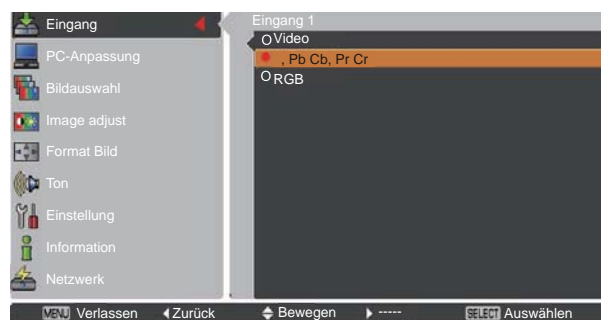 Eingang
PC-Anpassung
Bildauswahl
Image adjust
Format Bild
Ton
Einstellung
Information
Netzwerk
Eingang 1
Video
, Pb Cb, Pr Cr
RGB
MENU Verlassen Zurück Bewegen ----- SELECT Auswählen